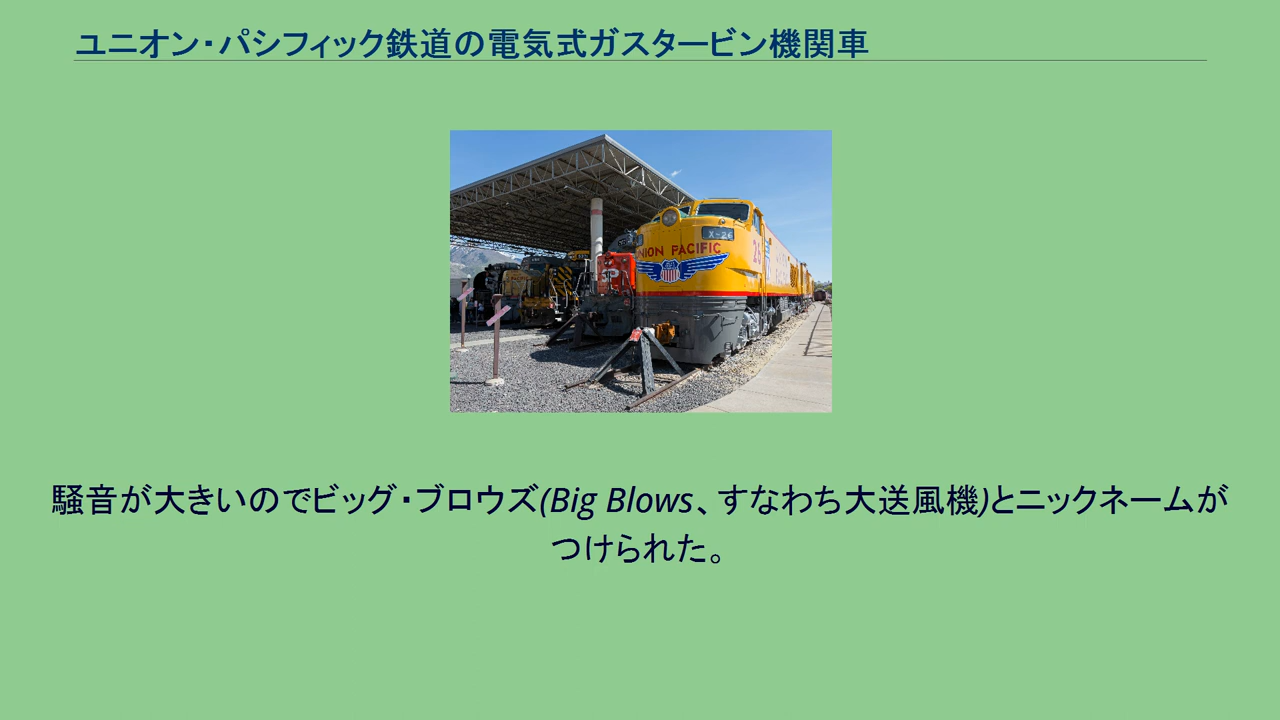 ユニオン・パシフィック鉄道の電気式ガスタービン機関車
X-26
UNION PACIFIC
26
騒音が大きいのでビッグ・ブロウズ(Big Blows、すなわち大送風機)とニックネームが
つけられた。